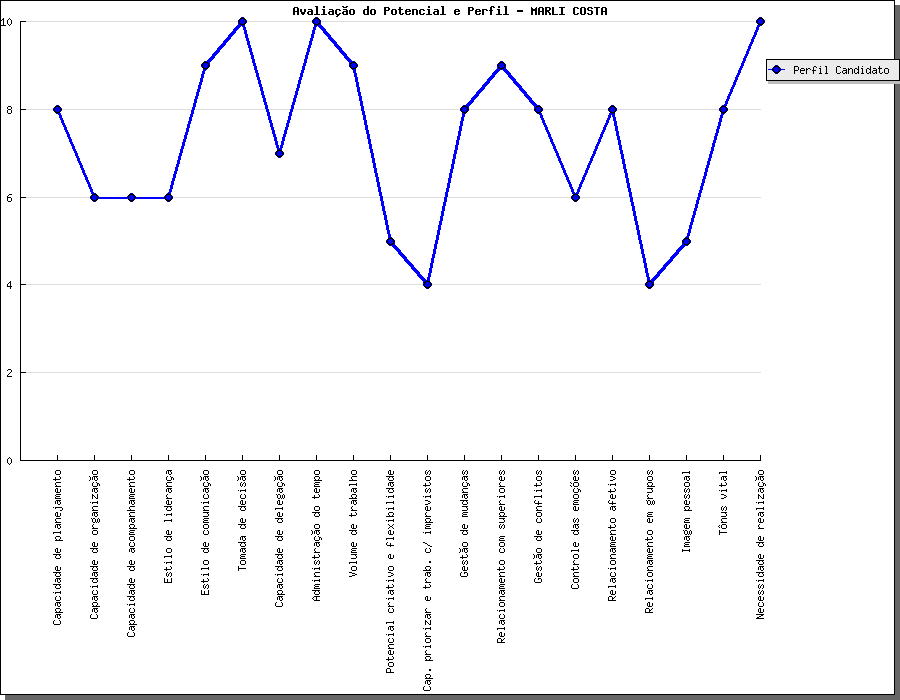 Avaliação do Potencial e Perfil - MARLI COSTA
10
8
6
4
2
0
Perfil Candidato
Capacidade de planejamento
Capacidade de organização
Capacidade de acompanhamento
Estilo de liderança
Estilo de comunicação
Tomada de decisão
Capacidade de delegação
Administração do tempo
Volume de trabalho
Potencial criativo e flexibilidade
Cap. priorizar e trab. c/ imprevistos
Gestão de mudanças
Relacionamento com superiores
Gestão de conflitos
Controle das emoções
Relacionamento afetivo
Relacionamento em grupos
Imagem pessoal
Tônus vital
Necessidade de realização